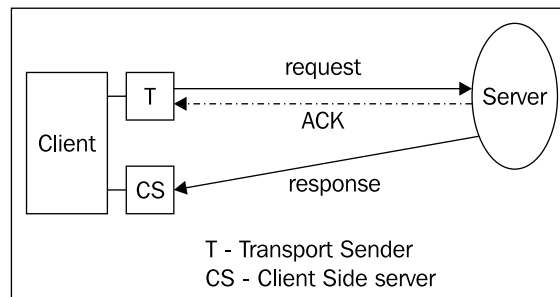 request
T
Server
ACK
Client
CS
response
T - Transport Sender
CS - Client Side server